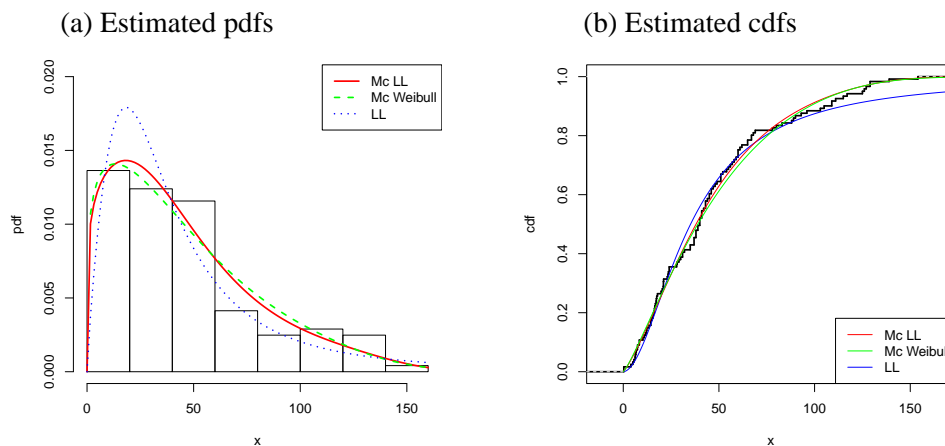 (a) Estimated pdfs
0.020
0.015
0.010
0.005
0.000
pdf
Mc LL
Mc Weibull
LL
0
50
100
150
x
(b) Estimated cdfs
1.0
0.8
0.6
0.4
0.2
0.0
cdf
Mc LL
Mc Weibull
LL
0
50
100
150
x